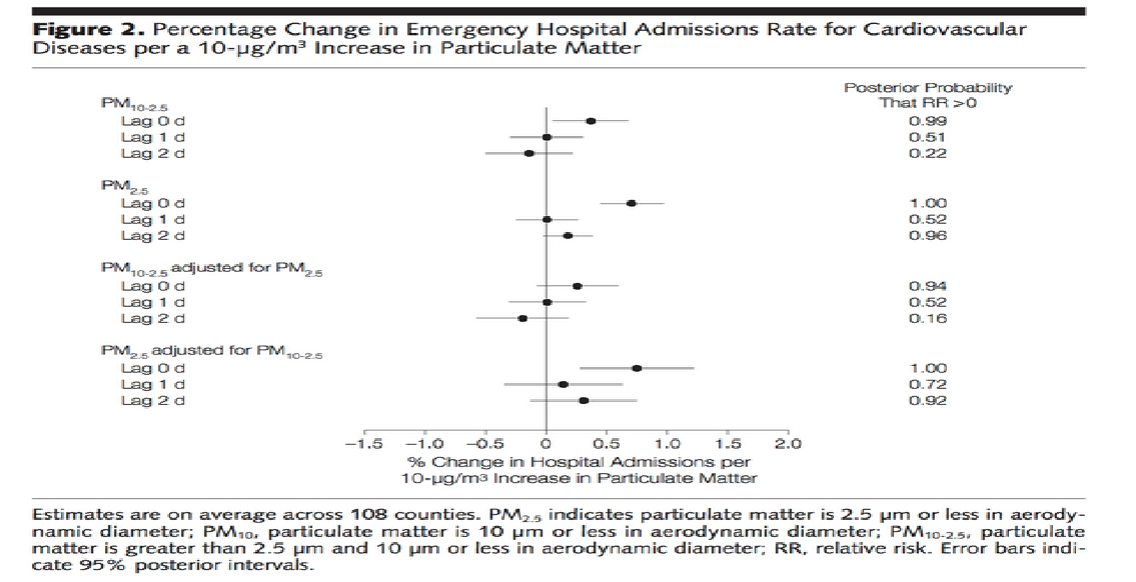 Figure 2. Percentage Change in Emergency Hospital Admissions Rate for Cardiovascular
Diseases per a 10-µg/m³ Increase in Particulate Matter
Posterior Probability
That RR >0
PM10-2.5
Lag 0 d 0.99
Lag 1 d 0.51
Lag 2 d 0.22
PM2.5
Lag 0 d 1.00
Lag 1 d 0.52
Lag 2 d 0.96
PM10-2.5 adjusted for PM2.5
Lag 0 d 0.94
Lag 1 d 0.52
Lag 2 d 0.16
PM2.5 adjusted for PM10-2.5
Lag 0 d 1.00
Lag 1 d 0.72
Lag 2 d 0.92
−1.5 −1.0 −0.5 0 0.5 1.0 1.5 2.0
% Change in Hospital Admissions per
10-µg/m³ Increase in Particulate Matter
Estimates are on average across 108 counties. PM2.5 indicates particulate matter is 2.5 µm or less in aerody-
namic diameter; PM10, particulate matter is 10 µm or less in aerodynamic diameter; PM10-2.5, particulate
matter is greater than 2.5 µm and 10 µm or less in aerodynamic diameter; RR, relative risk. Error bars indi-
cate 95% posterior intervals.